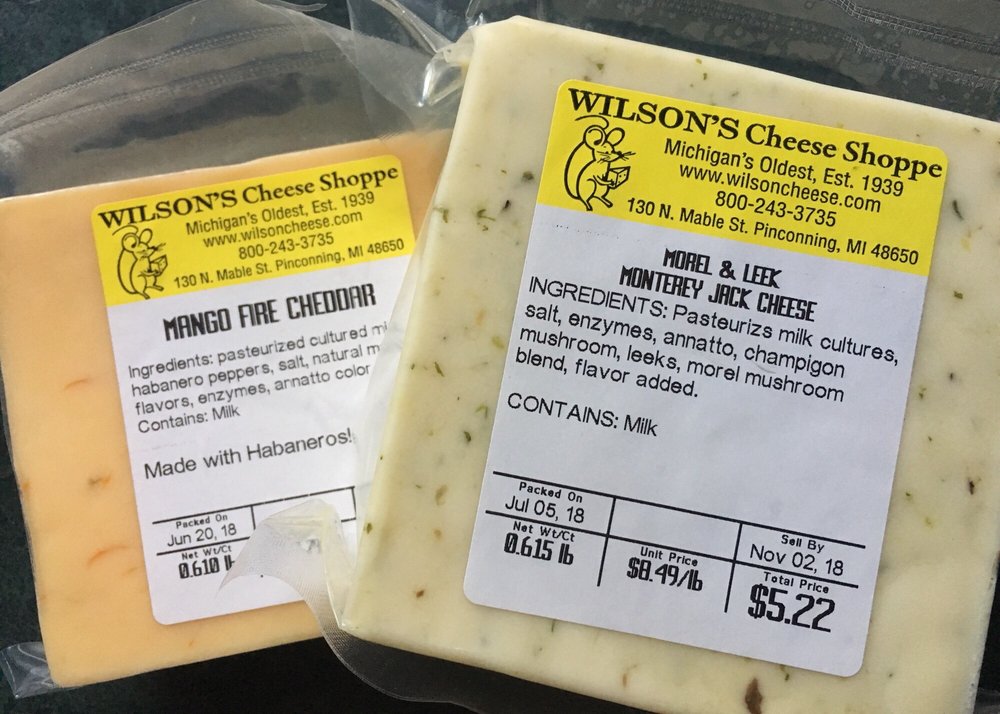 WILSON'S Cheese Shoppe
Michigan's Oldest, Est. 1939
www.wilsoncheese.com
800-243-3735
130 N. Mable St. Pinconning, MI 48650
MANGO FIRE CHEDDAR
Ingredients: pasteurized cultured
habanero peppers, salt, natural
flavors, enzymes, annatto color
Contains: Milk
Made with Habaneros!
Packed On
Jun 20, 18
Net Wt/Ct
0.610
WILSON'S Cheese Shoppe
Michigan's Oldest, Est. 1939
www.wilsoncheese.com
800-243-3735
130 N. Mable St. Pinconning, MI 48650
MOREL & LEEK
MONTEREY JACK CHEESE
INGREDIENTS: Pasteurizs milk cultures,
salt, enzymes, annatto, champigon
mushroom, leeks, morel mushroom
blend, flavor added.
CONTAINS: Milk
Packed On
Jul 05, 18
Sell By
Nov 02, 18
Net Wt/Ct
0.615 lb
Unit Price
$8.49/lb
Total Price
$5.22